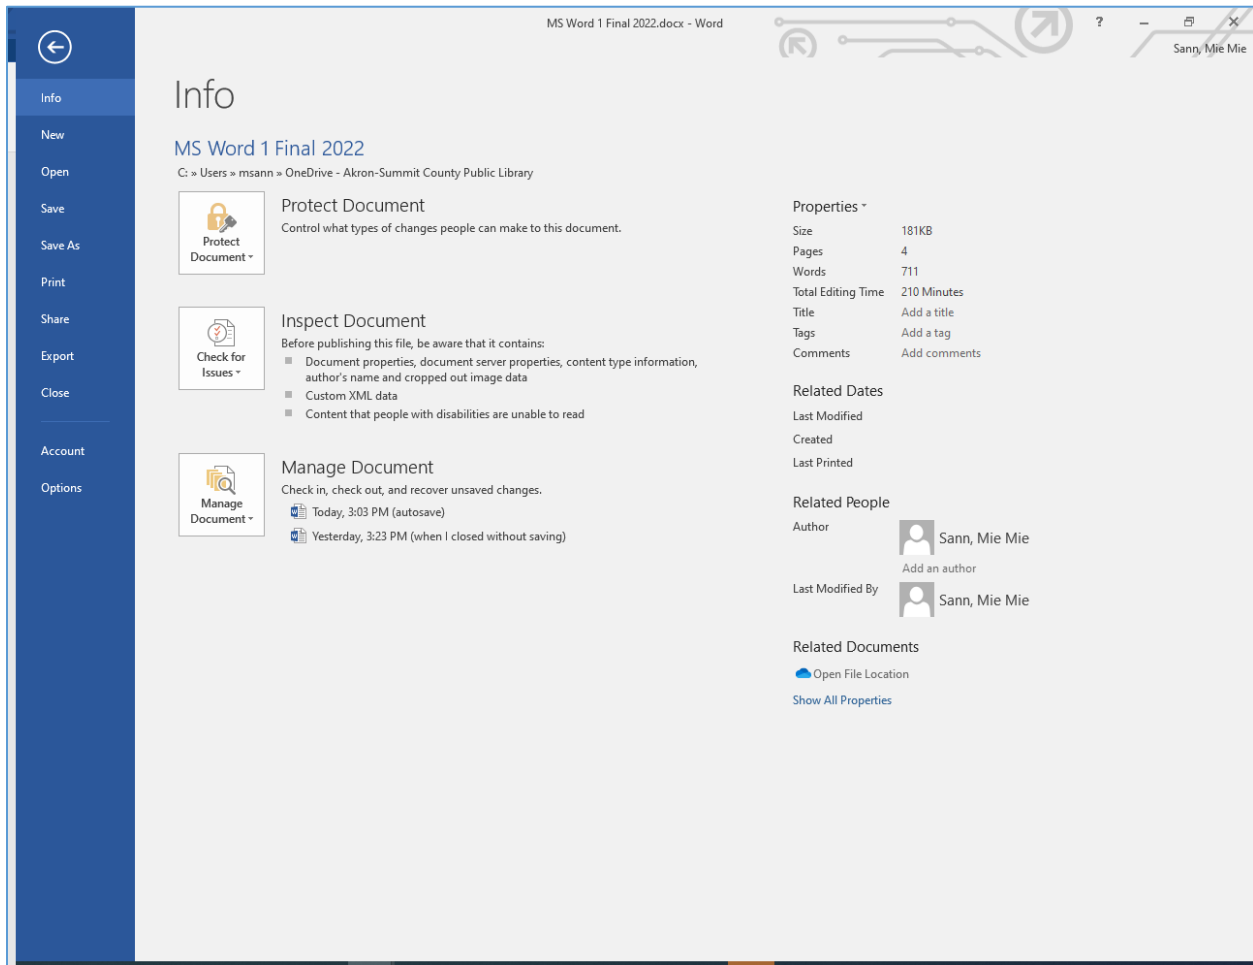 MS Word 1 Final 2022.docx - Word
?
Sann, Mie Mie
Info
New
Open
Save
Save As
Print
Share
Export
Close
Account
Options
Info
MS Word 1 Final 2022
C: » Users » msann » OneDrive - Akron-Summit County Public Library
Protect
Document
Protect Document
Control what types of changes people can make to this document.
Check for
Issues
Inspect Document
Before publishing this file, be aware that it contains:
Document properties, document server properties, content type information,
author's name and cropped out image data
Custom XML data
Content that people with disabilities are unable to read
Manage
Document
Manage Document
Check in, check out, and recover unsaved changes.
Today, 3:03 PM (autosave)
Yesterday, 3:23 PM (when I closed without saving)
Properties
Size 181KB
Pages 4
Words 711
Total Editing Time 210 Minutes
Title Add a title
Tags Add a tag
Comments Add comments
Related Dates
Last Modified
Created
Last Printed
Related People
Author Sann, Mie Mie
Add an author
Last Modified By Sann, Mie Mie
Related Documents
Open File Location
Show All Properties